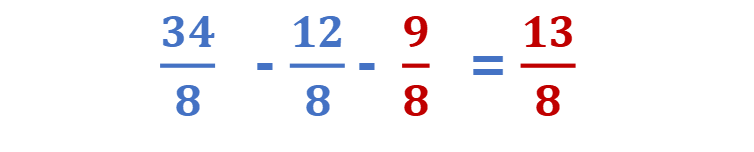 34/8 - 12/8 - 9/8 = 13/8